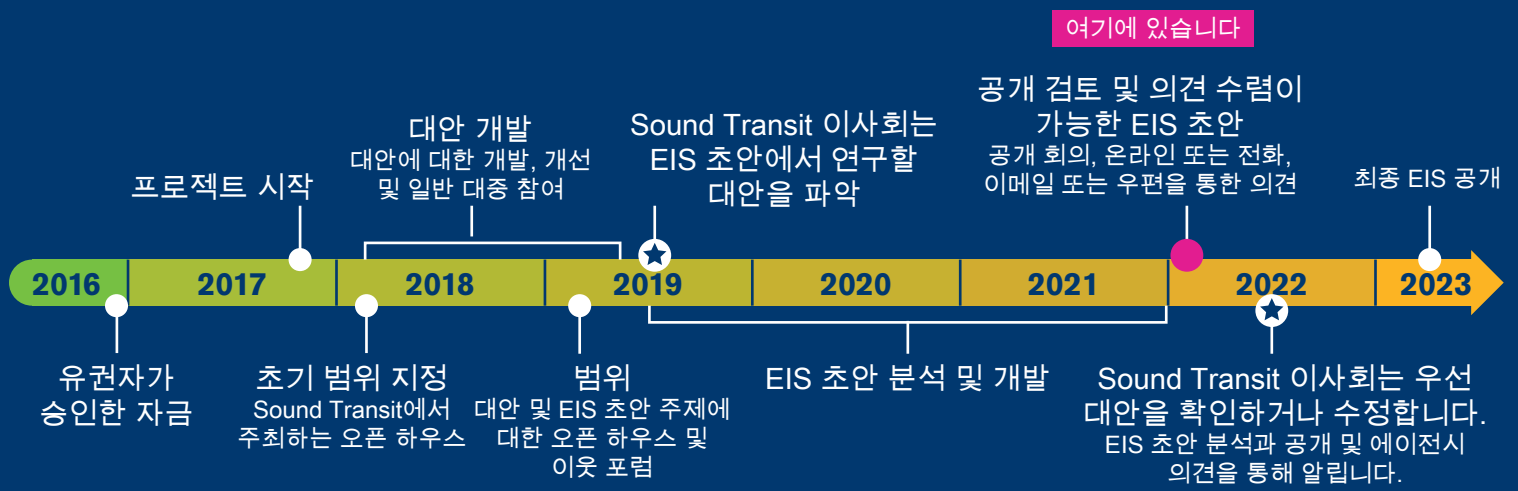 여기에 있습니다
공개 검토 및 의견 수렴이
가능한 EIS 초안
공개 회의, 온라인 또는 전화,
이메일 또는 우편을 통한 의견
대안 개발
대안에 대한 개발, 개선
및 일반 대중 참여
Sound Transit 이사회는
EIS 초안에서 연구할
대안을 파악
프로젝트 시작
최종 EIS 공개
2016
2017
2018
2019
2020
2021
2022
2023
유권자가
승인한 자금
초기 범위 지정
Sound Transit에서
주최하는 오픈 하우스
범위
대안 및 EIS 초안 주제에
대한 오픈 하우스 및
이웃 포럼
EIS 초안 분석 및 개발
Sound Transit 이사회는 우선
대안을 확인하거나 수정합니다.
EIS 초안 분석과 공개 및 에이전시
의견을 통해 알립니다.